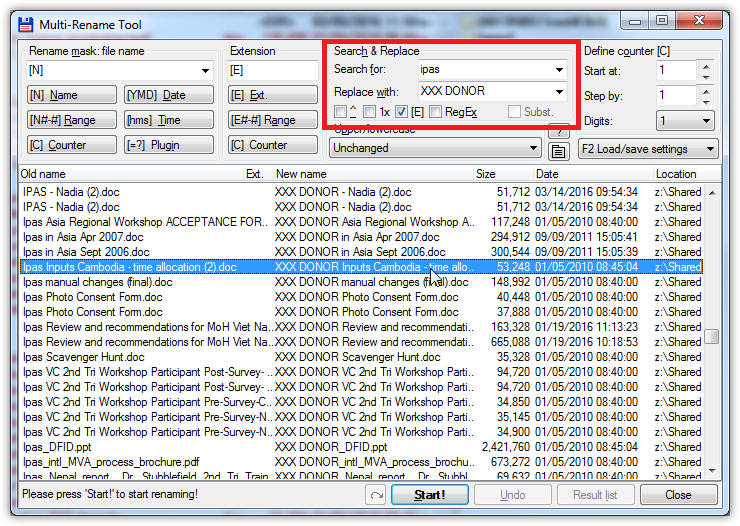 Multi-Rename Tool
Rename mask: file name
[N]
[N] Name [YMD] Date
[N#-#] Range [hms] Time
[C] Counter [=?] Plugin
Extension
[E]
[E] Ext.
[E#-#] Range
[C] Counter
Search & Replace
Search for: ipas
Replace with: XXX DONOR
^ 1x [E] RegEx Subst.
Upper/lowercase
Unchanged
?
Define counter [C]
Start at: 1
Step by: 1
Digits: 1
F2 Load/save settings
Old name Ext. New name Size Date Location
IPAS - Nadia (2).doc XXX DONOR - Nadia (2).doc 51,712 03/14/2016 09:54:34 z:\Shared
IPAS - Nadia (2).doc XXX DONOR - Nadia (2).doc 51,712 03/14/2016 09:54:34 z:\Shared
Ipas Asia Regional Workshop ACCEPTANCE FOR... XXX DONOR Asia Regional Workshop A... 117,248 01/05/2010 08:40:00 z:\Shared
Ipas in Asia Apr 2007.doc XXX DONOR in Asia Apr 2007.doc 294,912 09/09/2011 15:05:41 z:\Shared
Ipas in Asia Sept 2006.doc XXX DONOR in Asia Sept 2006.doc 300,544 09/09/2011 15:05:39 z:\Shared
Ipas Inputs Cambodia - time allocation (2).doc XXX DONOR Inputs Cambodia - time allo... 53,248 01/05/2010 08:45:04 z:\Shared
Ipas manual changes (final).doc XXX DONOR manual changes (final).doc 148,992 01/05/2010 08:40:00 z:\Shared
Ipas Photo Consent Form.doc XXX DONOR Photo Consent Form.doc 40,448 01/05/2010 08:40:00 z:\Shared
Ipas Photo Consent Form.doc XXX DONOR Photo Consent Form.doc 37,888 01/05/2010 08:40:00 z:\Shared
Ipas Review and recommendations for MoH Viet Na... XXX DONOR Review and recommendati... 163,328 01/19/2016 11:13:23 z:\Shared
Ipas Review and recommendations for MoH Viet Na... XXX DONOR Review and recommendati... 665,088 01/19/2016 10:18:53 z:\Shared
Ipas Scavenger Hunt.doc XXX DONOR Scavenger Hunt.doc 35,328 01/05/2010 08:40:00 z:\Shared
Ipas VC 2nd Tri Workshop Participant Post-Survey- ... XXX DONOR VC 2nd Tri Workshop Parti... 94,720 01/05/2010 08:40:00 z:\Shared
Ipas VC 2nd Tri Workshop Participant Post-Survey-... XXX DONOR VC 2nd Tri Workshop Parti... 94,720 01/05/2010 08:40:00 z:\Shared
Ipas VC 2nd Tri Workshop Participant Pre-Survey-C... XXX DONOR VC 2nd Tri Workshop Parti... 34,850 01/05/2010 08:40:00 z:\Shared
Ipas VC 2nd Tri Workshop Participant Pre-Survey-N... XXX DONOR VC 2nd Tri Workshop Parti... 35,145 01/05/2010 08:40:00 z:\Shared
Ipas VC 2nd Tri Workshop Participant Pre-Survey-N... XXX DONOR VC 2nd Tri Workshop Parti... 34,900 01/05/2010 08:40:00 z:\Shared
Ipas_DFID.ppt XXX DONOR_DFID.ppt 2,421,760 01/05/2010 08:45:04 z:\Shared
Ipas_intl_MVA_process_brochure.pdf XXX DONOR_intl_MVA_process_brochu... 673,272 01/05/2010 08:40:00 z:\Shared
Ipas_Nepal_report_ Dr._Stubblefield_2nd_Tri_Train... XXX DONOR_Nepal_report_ Dr._Stubbl... 69,632 01/05/2010 08:40:00 z:\Shared
Please press 'Start!' to start renaming!
Start! Undo Result list Close